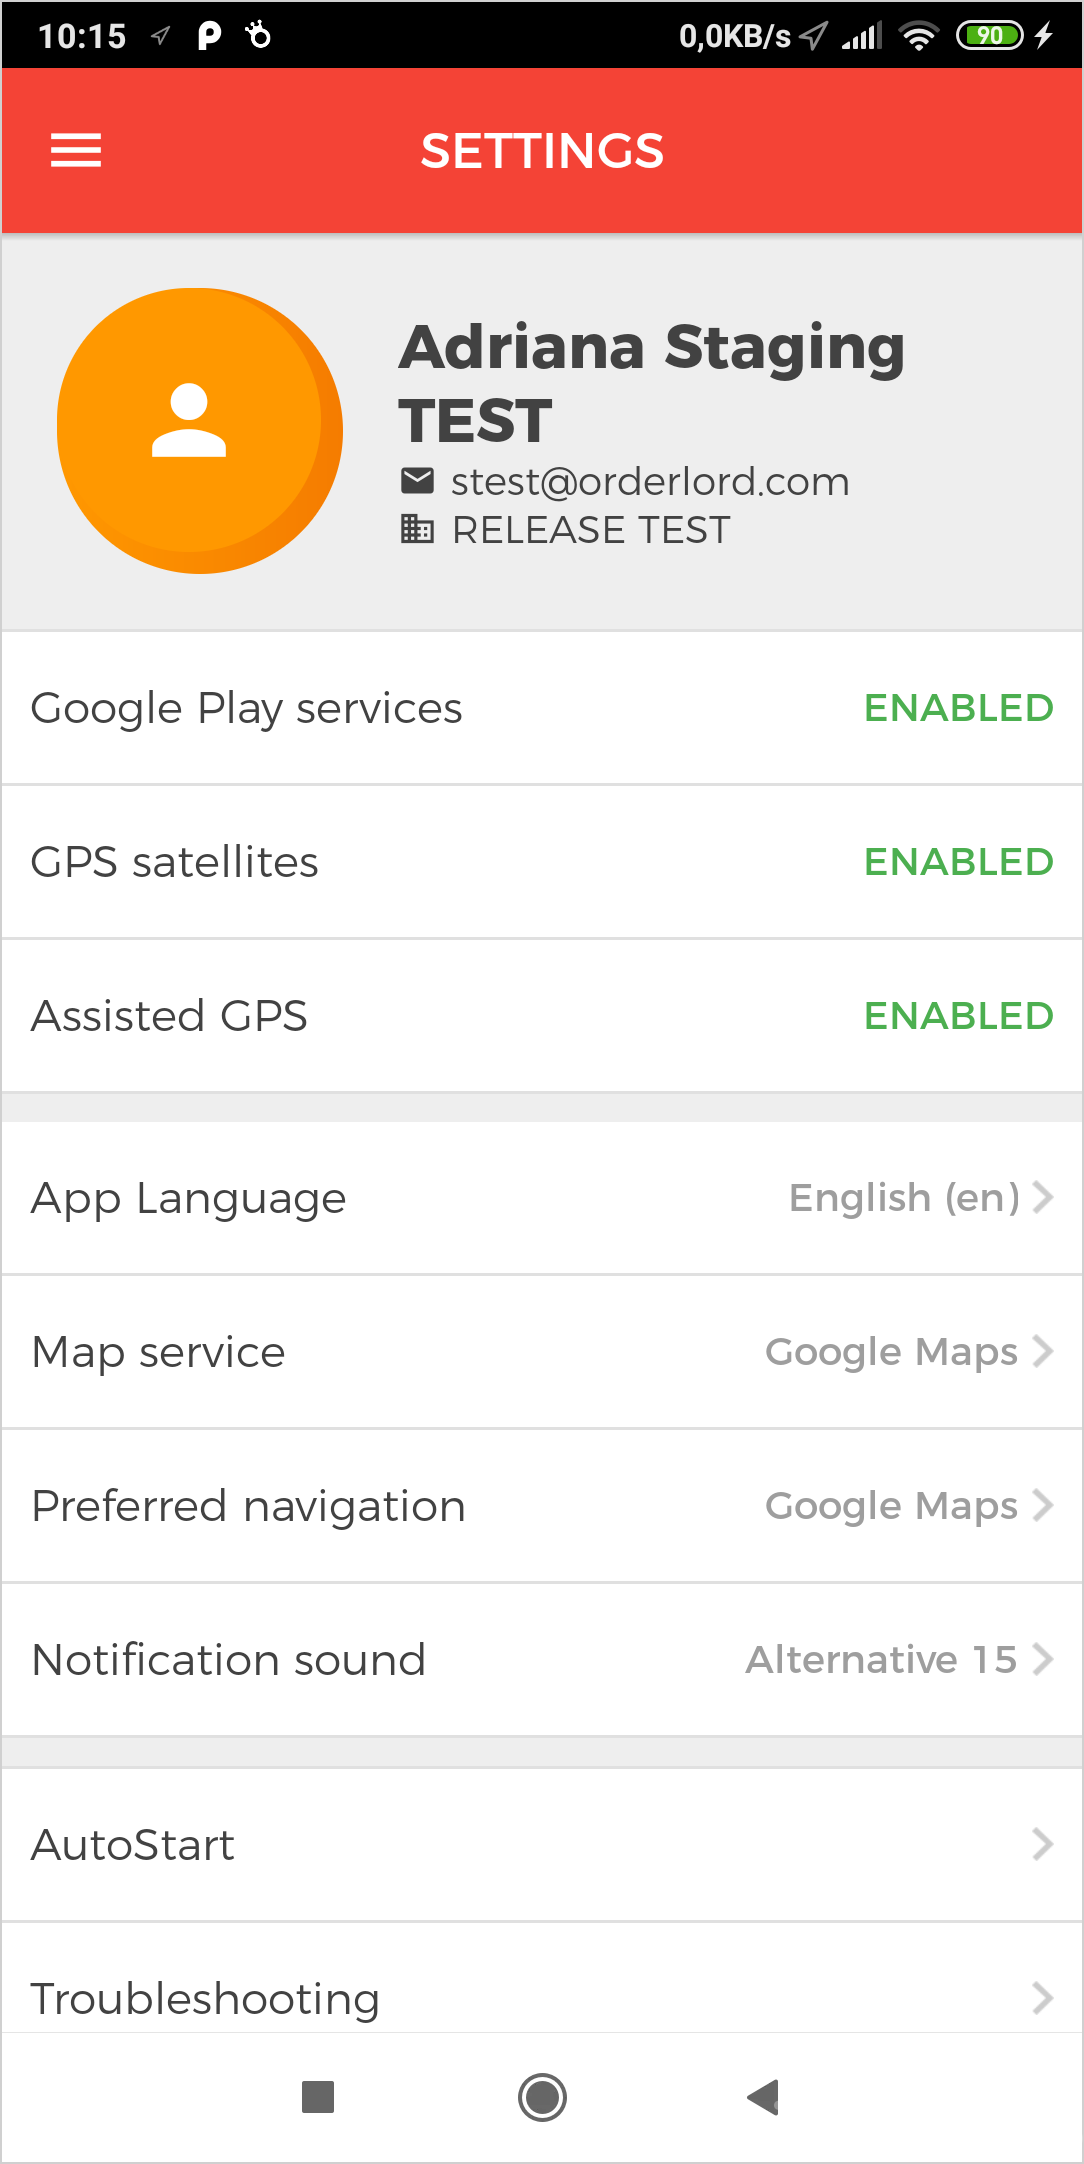 10:15 0,0KB/s 90
SETTINGS
Adriana Staging
TEST
stest@orderlord.com
RELEASE TEST
Google Play services ENABLED
GPS satellites ENABLED
Assisted GPS ENABLED
App Language English (en)
Map service Google Maps
Preferred navigation Google Maps
Notification sound Alternative 15
AutoStart
Troubleshooting